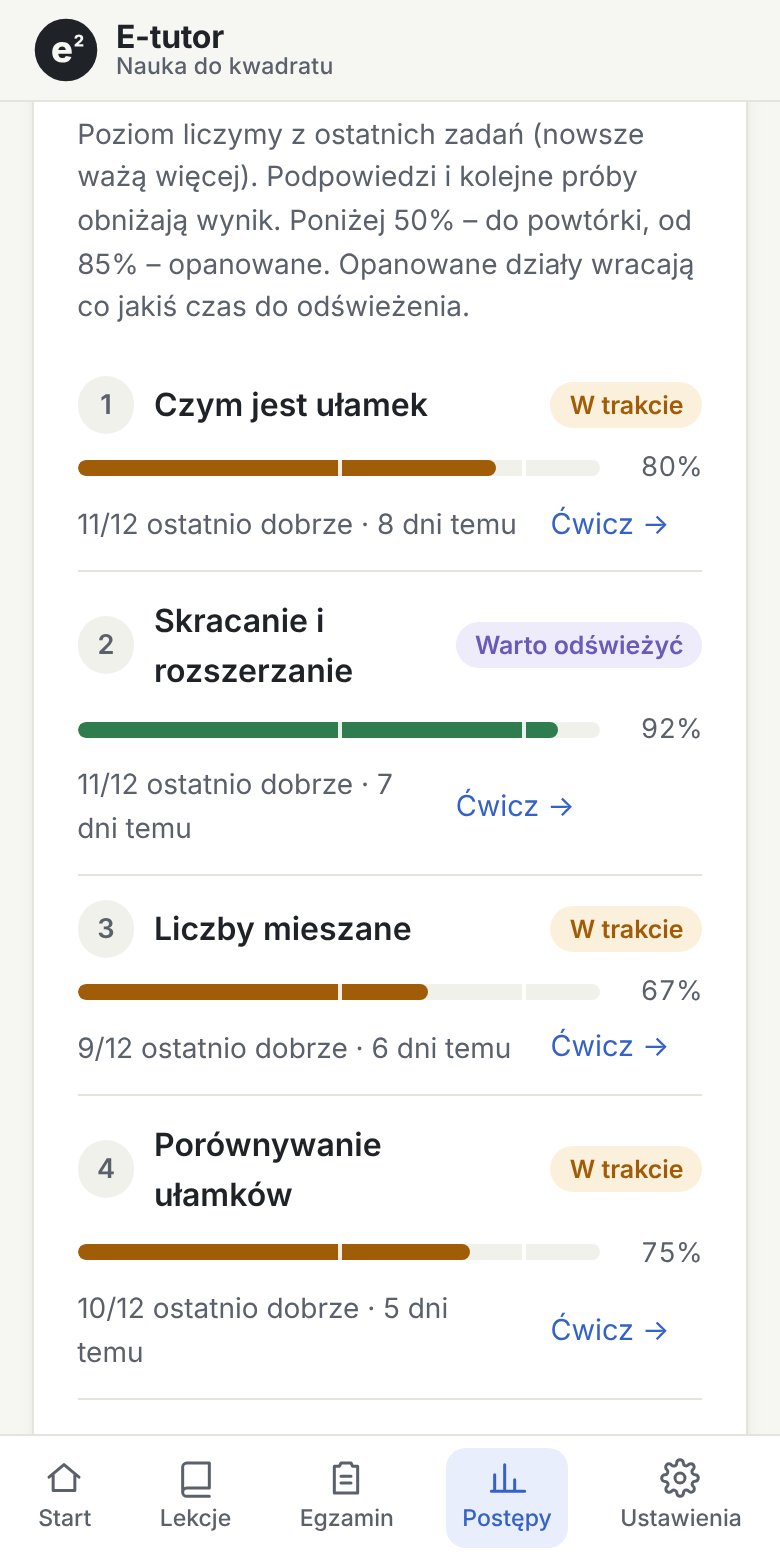 e²
E-tutor
Nauka do kwadratu
Poziom liczymy z ostatnich zadań (nowsze
ważą więcej). Podpowiedzi i kolejne próby
obniżają wynik. Poniżej 50% – do powtórki, od
85% – opanowane. Opanowane działy wracają
co jakiś czas do odświeżenia.
1 Czym jest ułamek W trakcie
80%
11/12 ostatnio dobrze · 8 dni temu Ćwicz →
2 Skracanie i
rozszerzanie
Warto odświeżyć
92%
11/12 ostatnio dobrze · 7
dni temu
Ćwicz →
3 Liczby mieszane W trakcie
67%
9/12 ostatnio dobrze · 6 dni temu Ćwicz →
4 Porównywanie
ułamków
W trakcie
75%
10/12 ostatnio dobrze · 5 dni
temu
Ćwicz →
Start Lekcje Egzamin Postępy Ustawienia